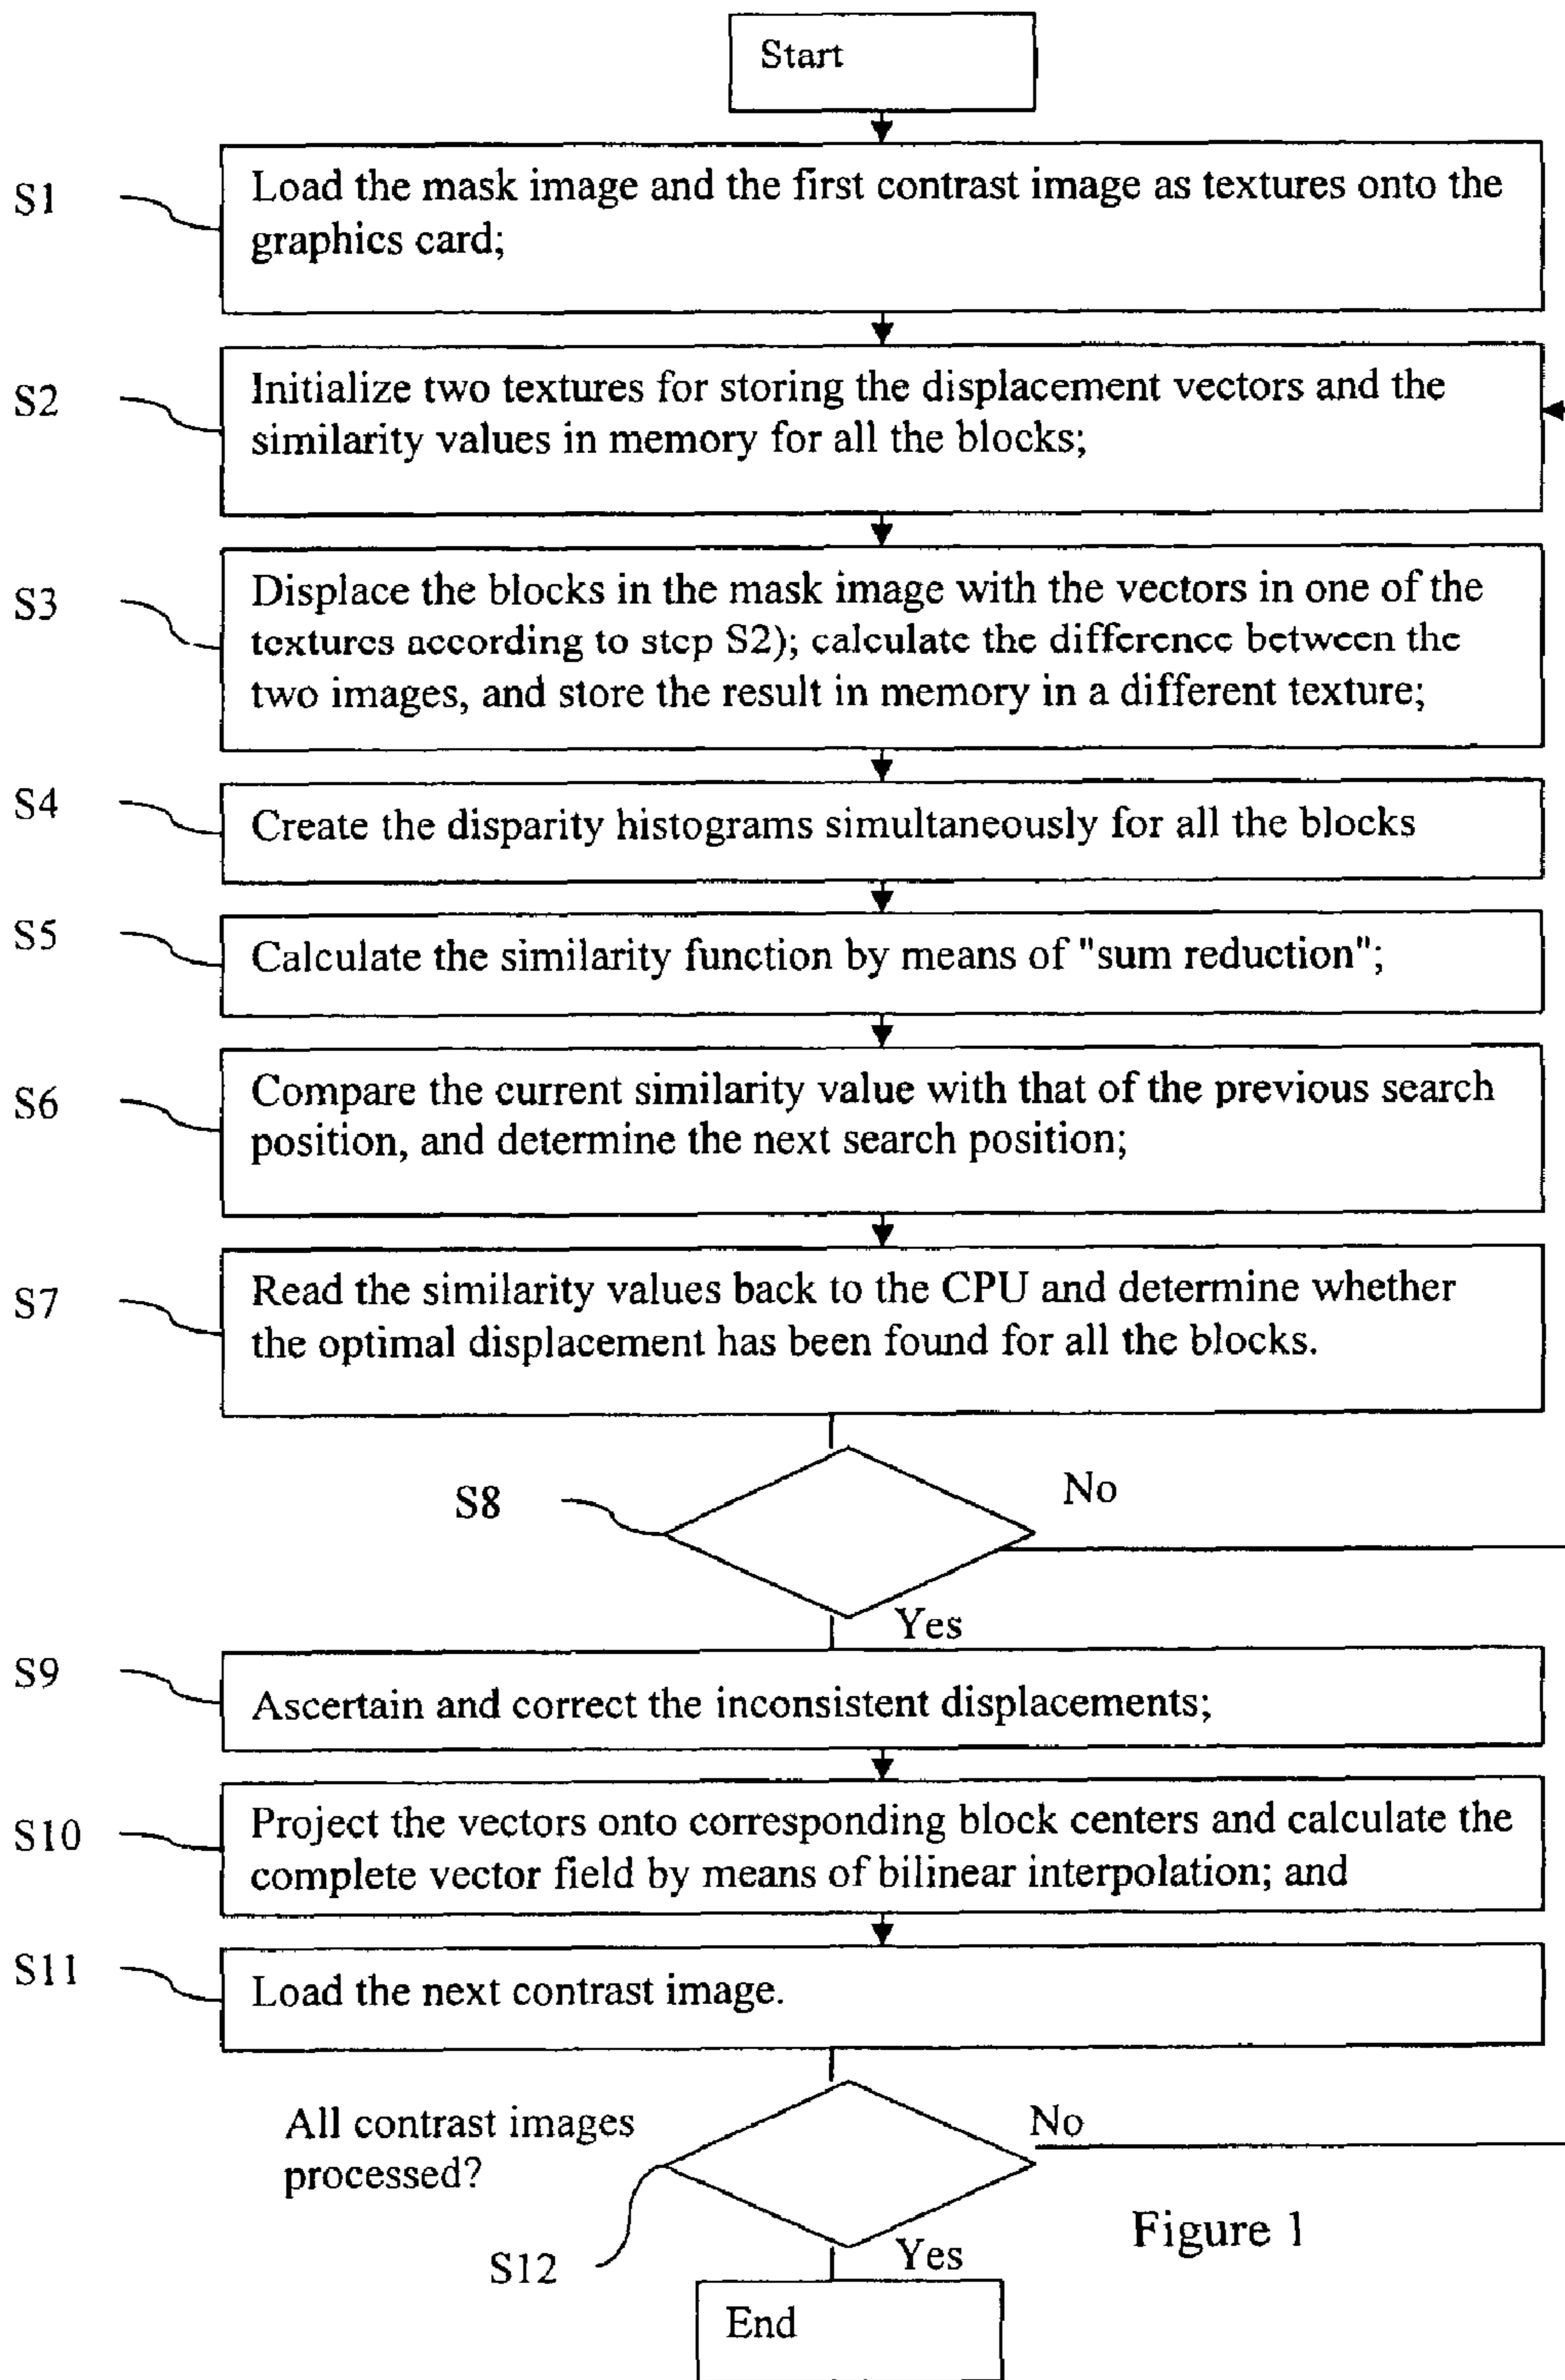 Start
S1
Load the mask image and the first contrast image as textures onto the
graphics card;
S2
Initialize two textures for storing the displacement vectors and the
similarity values in memory for all the blocks;
S3
Displace the blocks in the mask image with the vectors in one of the
textures according to step S2); calculate the difference between the
two images, and store the result in memory in a different texture;
S4
Create the disparity histograms simultaneously for all the blocks
S5
Calculate the similarity function by means of "sum reduction";
S6
Compare the current similarity value with that of the previous search
position, and determine the next search position;
S7
Read the similarity values back to the CPU and determine whether
the optimal displacement has been found for all the blocks.
S8
No
Yes
S9
Ascertain and correct the inconsistent displacements;
S10
Project the vectors onto corresponding block centers and calculate the
complete vector field by means of bilinear interpolation; and
S11
Load the next contrast image.
All contrast images
processed?
No
Figure 1
S12
Yes
End